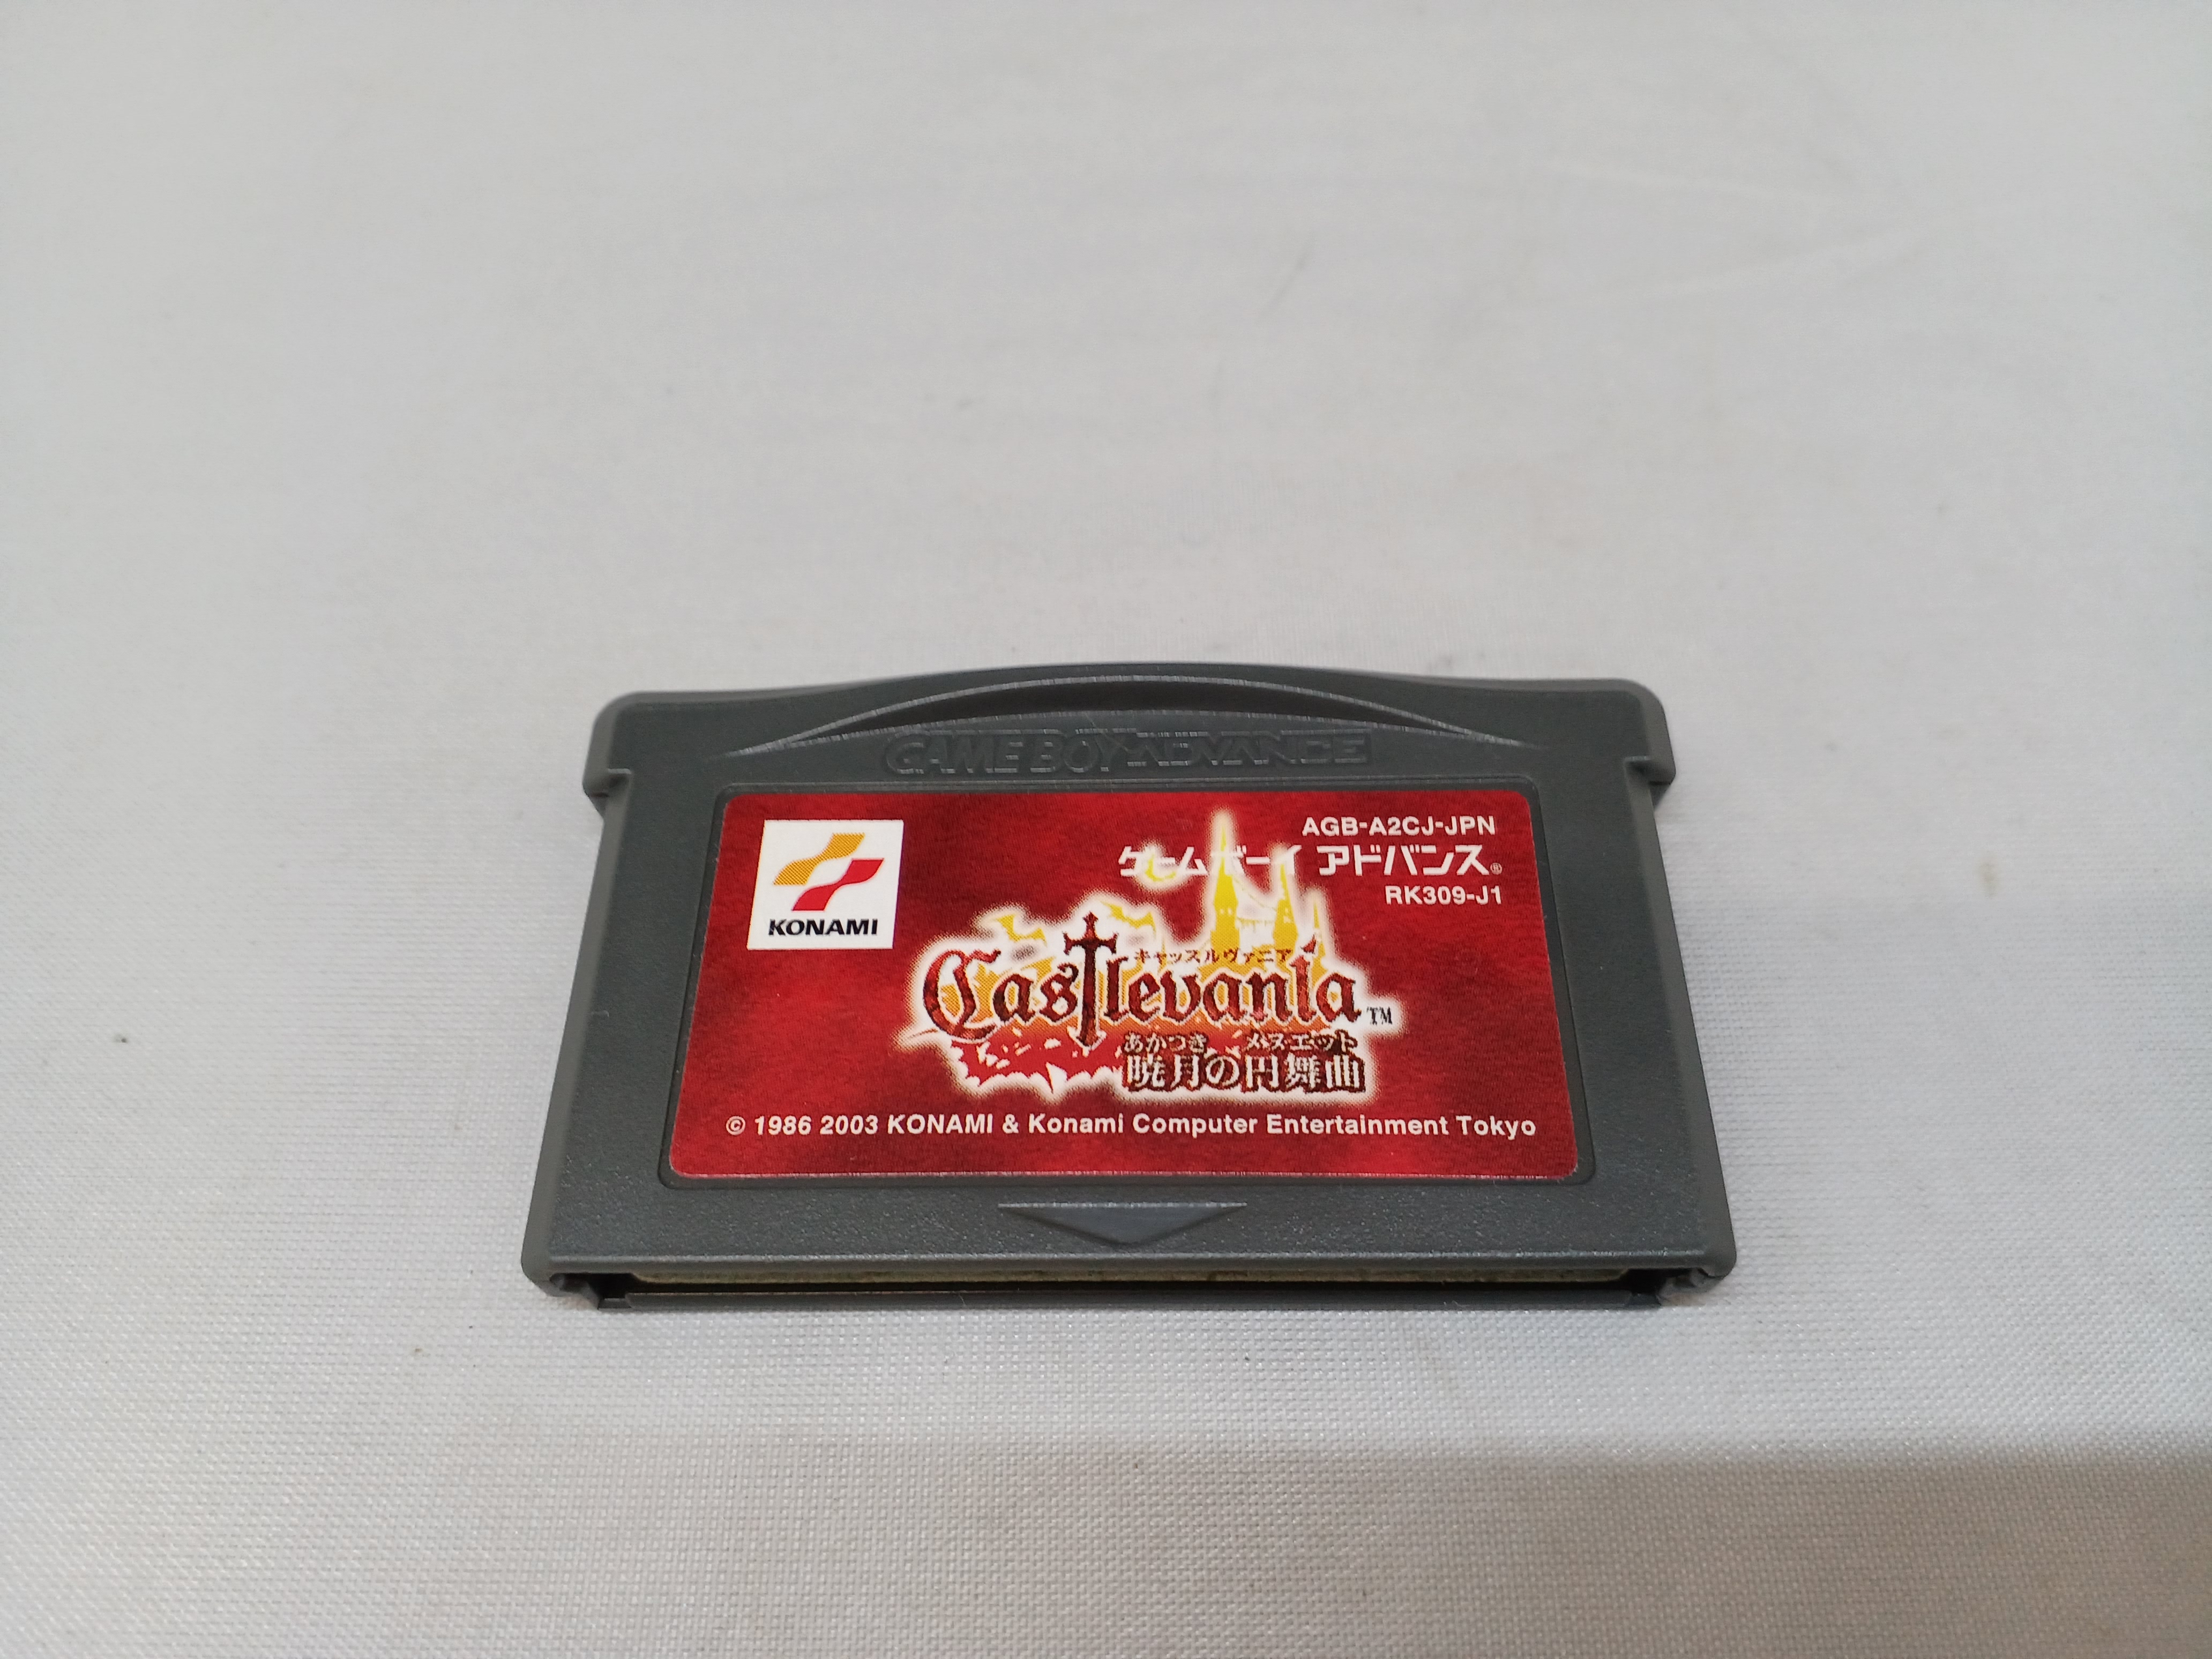 GAME BOY ADVANCE
AGB-A2CJ-JPN
ゲームボーイ アドバンス®
RK309-J1
KONAMI
キャッスルヴァニア
Castlevania™
あかつき メヌエット
暁月の円舞曲
© 1986 2003 KONAMI & Konami Computer Entertainment Tokyo